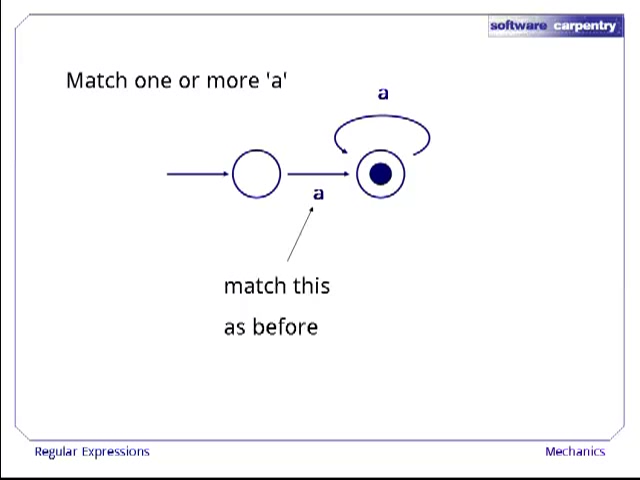 software carpentry
Match one or more 'a'
a
a
match this
as before
Regular Expressions
Mechanics